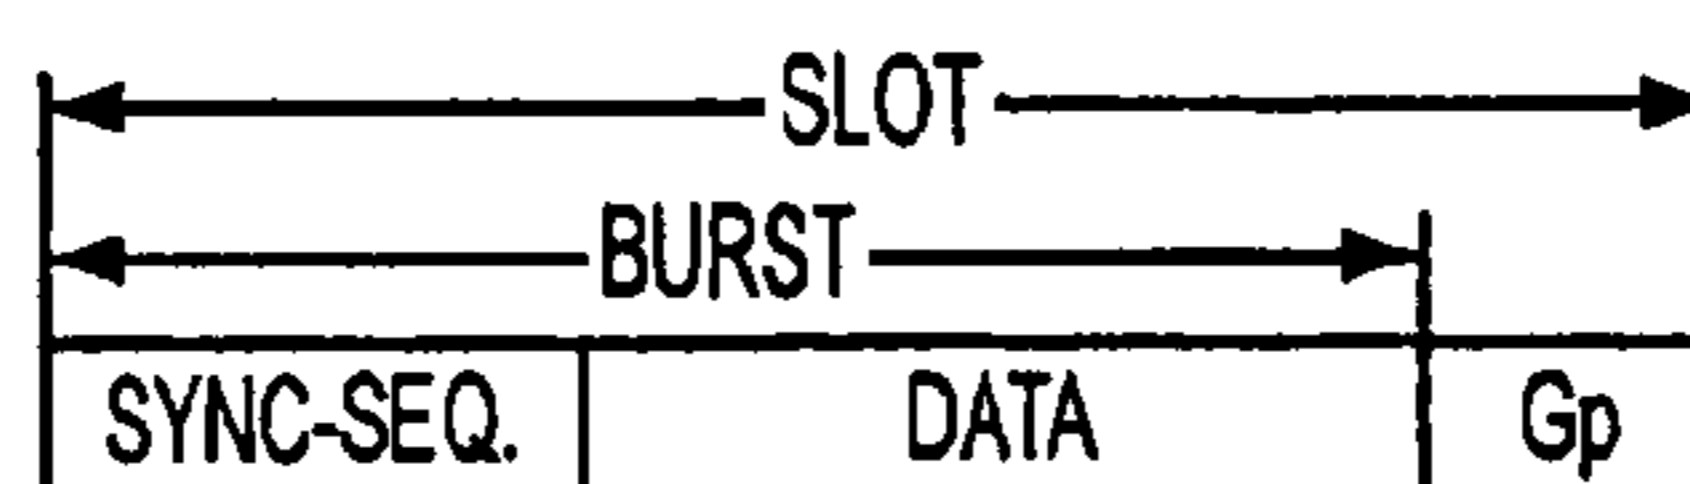 SLOT
BURST
SYNC-SEQ. DATA Gp